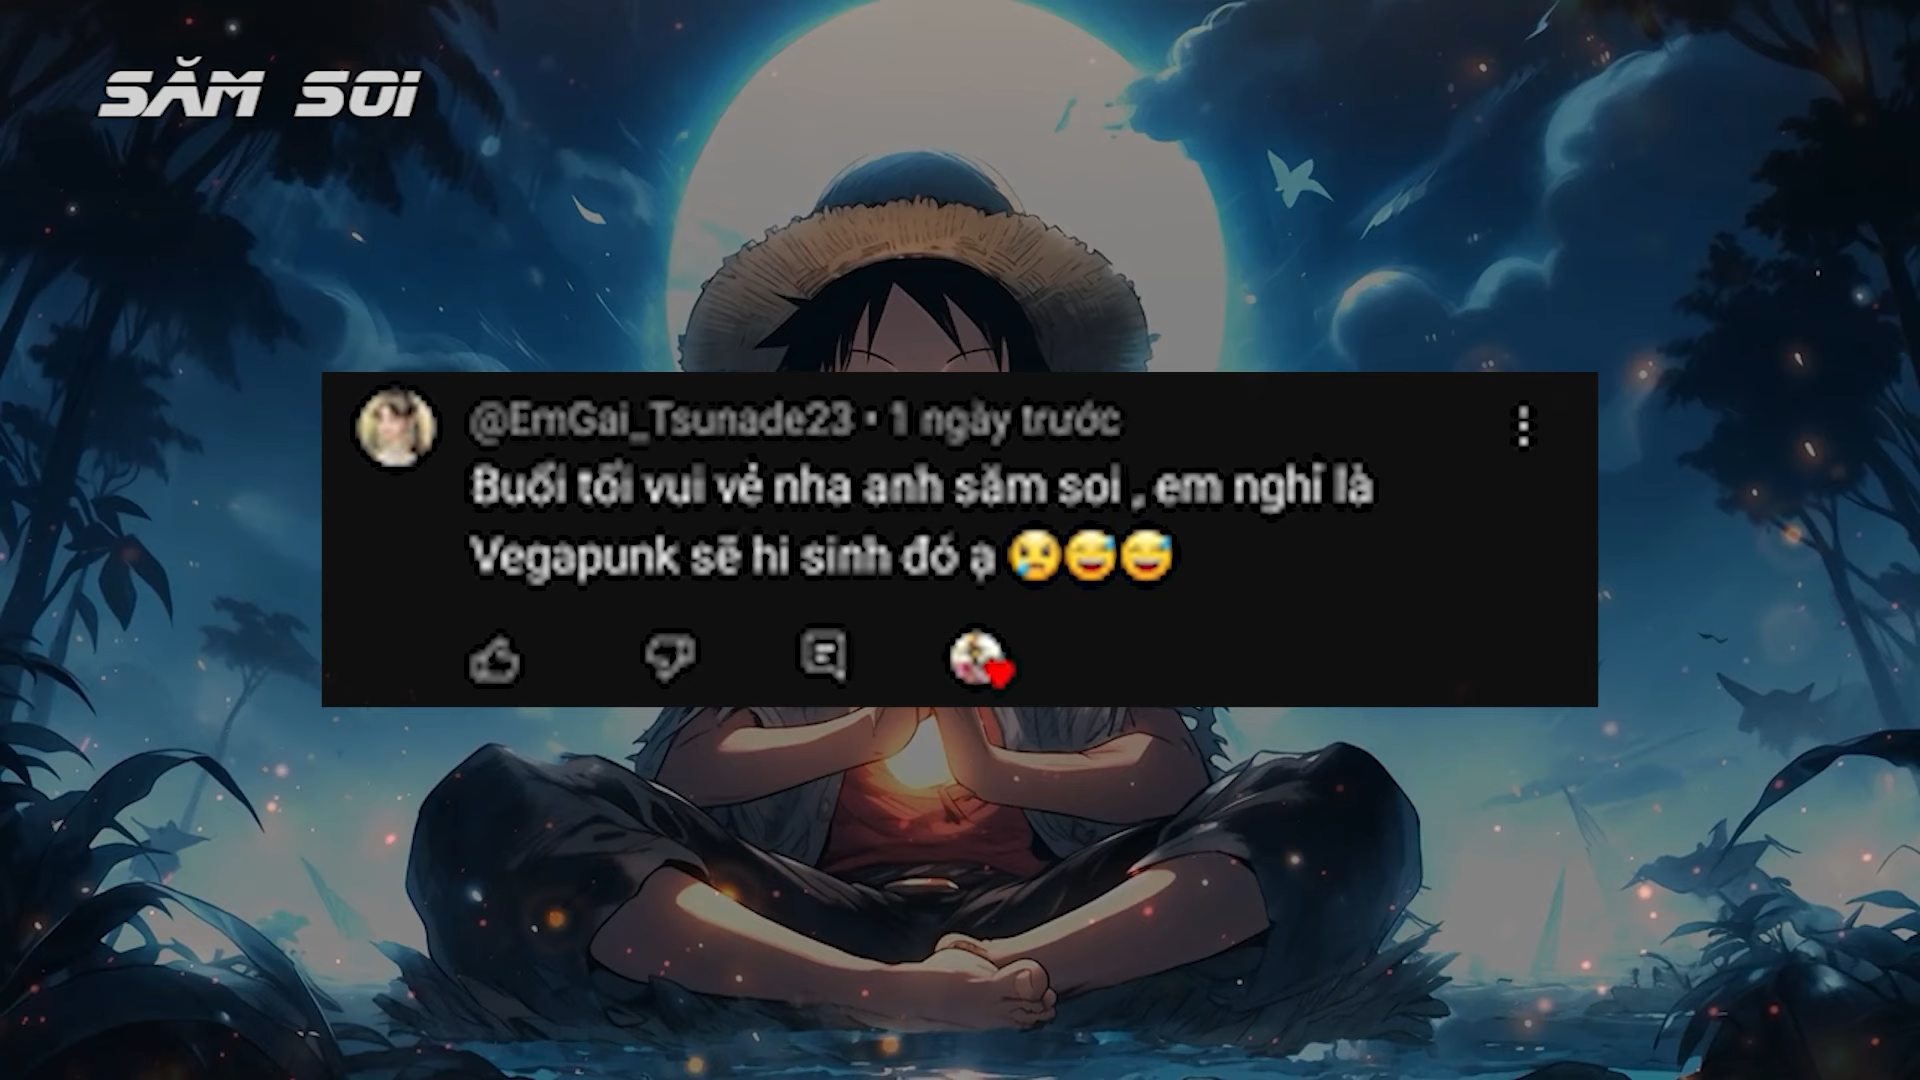 SĂM SOI
@EmGai_Tsunade23 • 1 ngày trước
Buổi tối vui vẻ nha anh săm soi , em nghĩ là
Vegapunk sẽ hi sinh đó ạ 😢😅😅